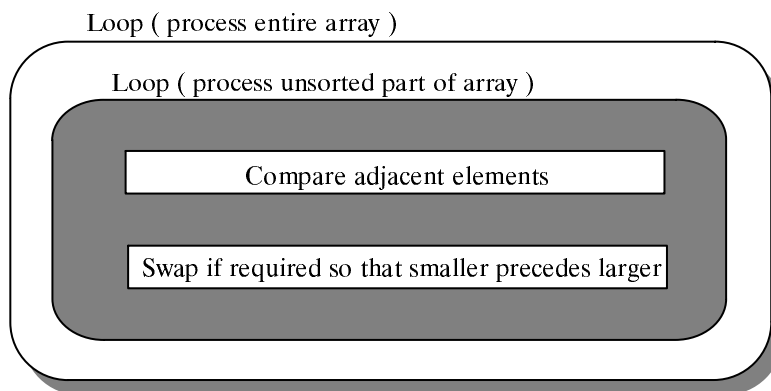 Loop ( process entire array )
Loop ( process unsorted part of array )
Compare adjacent elements
Swap if required so that smaller precedes larger